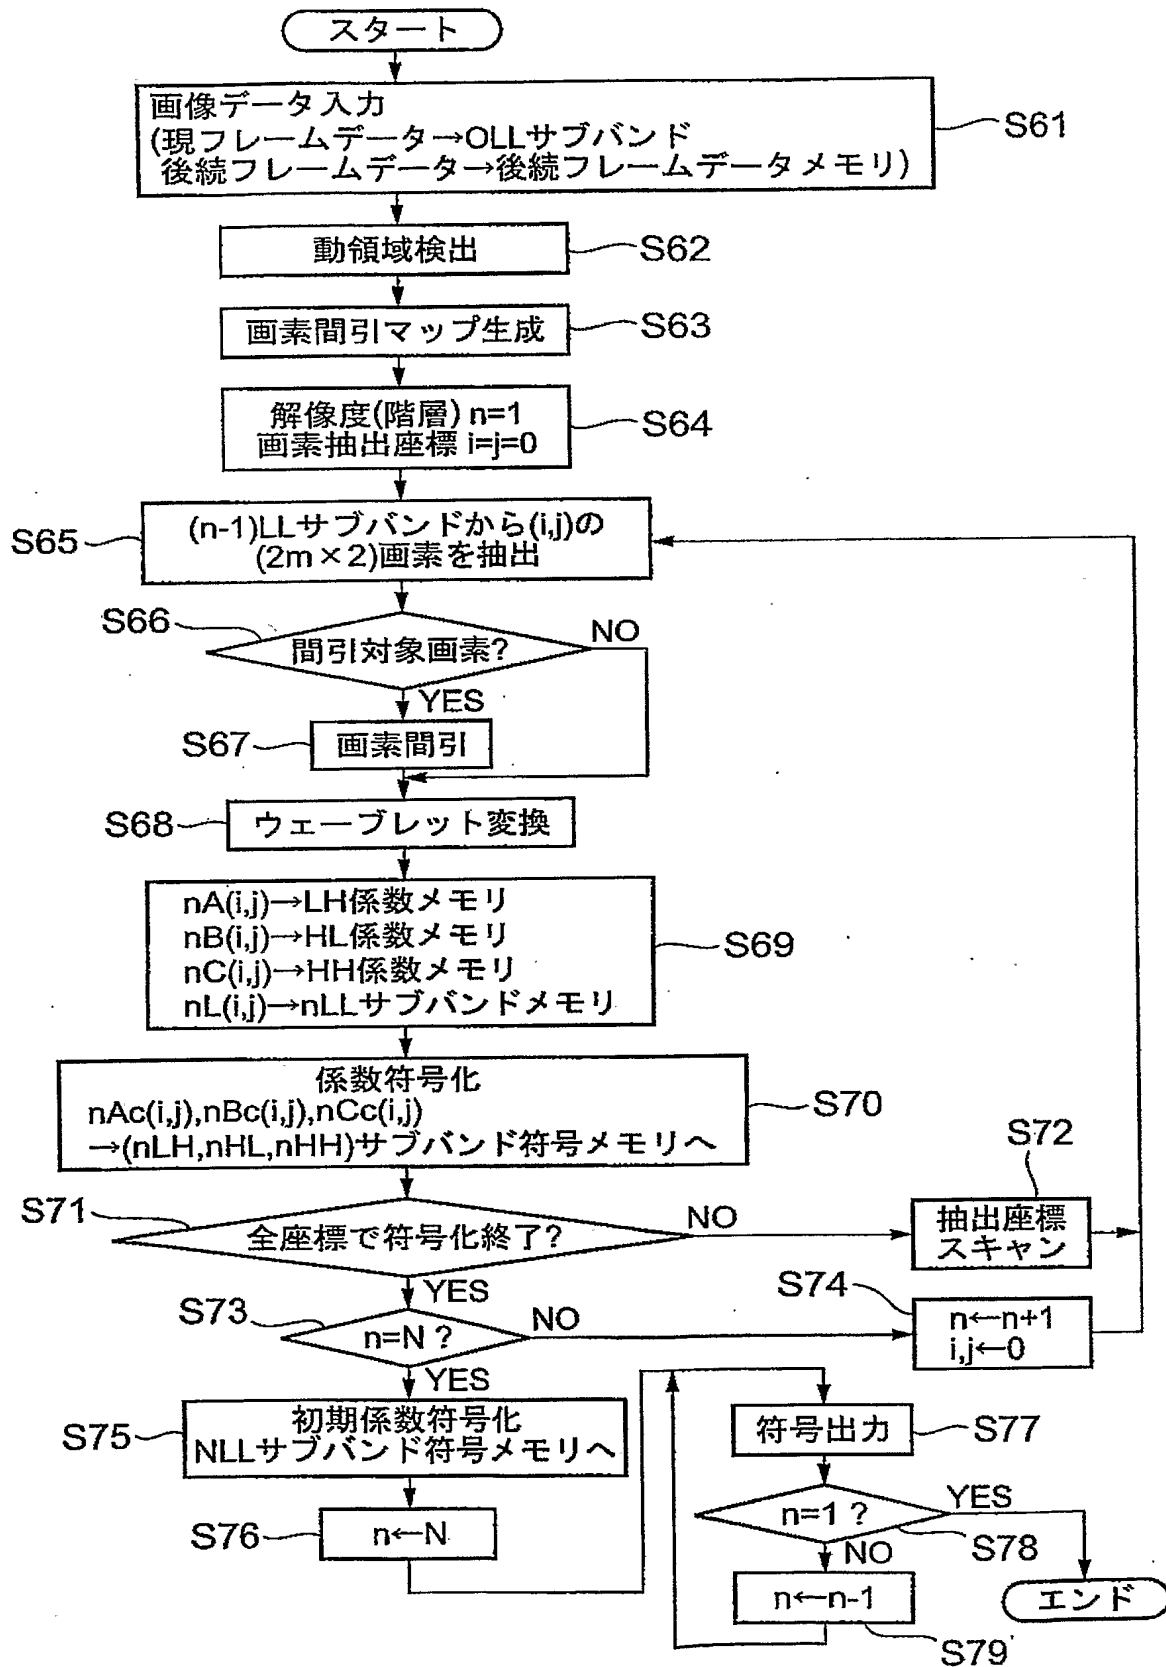 スタート
画像データ入力
(現フレームデータ→OLLサブバンド
後続フレームデータ→後続フレームデータメモリ)
S61
動領域検出
S62
画素間引マップ生成
S63
解像度(階層) n=1
画素抽出座標 i=j=0
S64
S65
(n-1)LLサブバンドから(i,j)の
(2m×2)画素を抽出
S66
間引対象画素?
NO
YES
S67
画素間引
S68
ウェーブレット変換
nA(i,j)→LH係数メモリ
nB(i,j)→HL係数メモリ
nC(i,j)→HH係数メモリ
nL(i,j)→nLLサブバンドメモリ
S69
係数符号化
nAc(i,j),nBc(i,j),nCc(i,j)
→(nLH,nHL,nHH)サブバンド符号メモリへ
S70
S71
全座標で符号化終了?
NO
YES
S72
抽出座標
スキャン
S73
n=N ?
NO
YES
S74
n←n+1
i,j←0
S75
初期係数符号化
NLLサブバンド符号メモリへ
S76
n←N
符号出力
S77
n=1 ?
YES
S78
NO
n←n-1
S79
エンド